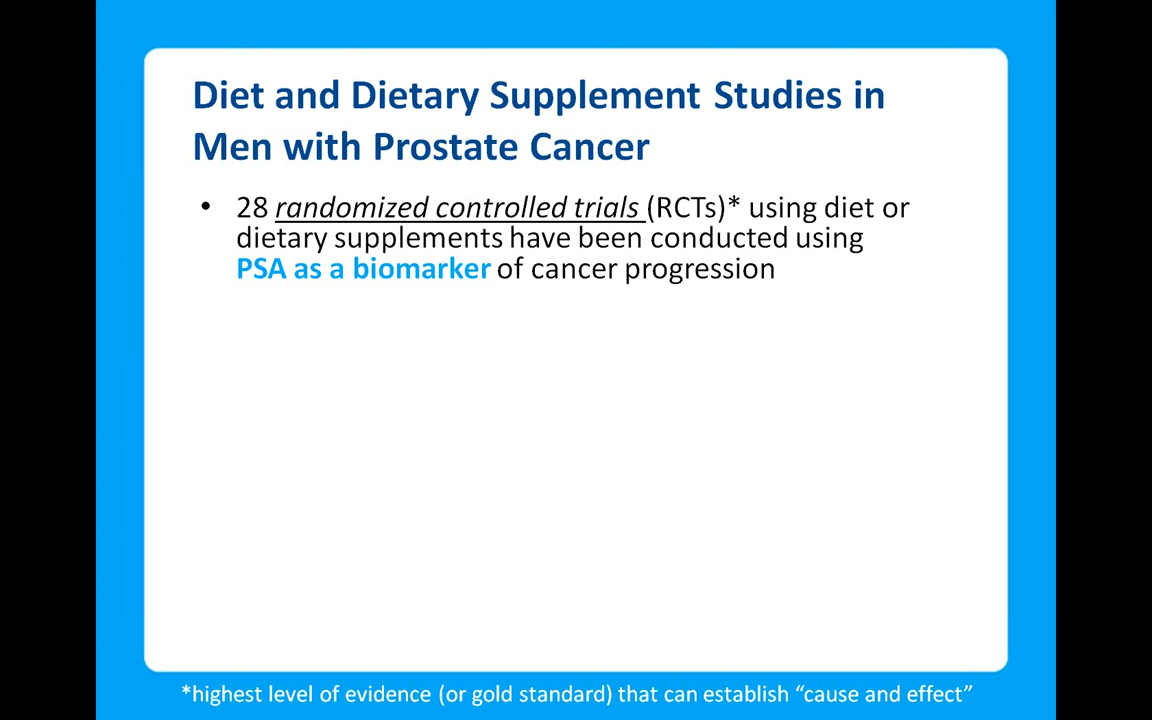 Diet and Dietary Supplement Studies in
Men with Prostate Cancer
• 28 randomized controlled trials (RCTs)* using diet or
dietary supplements have been conducted using
PSA as a biomarker of cancer progression
*highest level of evidence (or gold standard) that can establish “cause and effect”